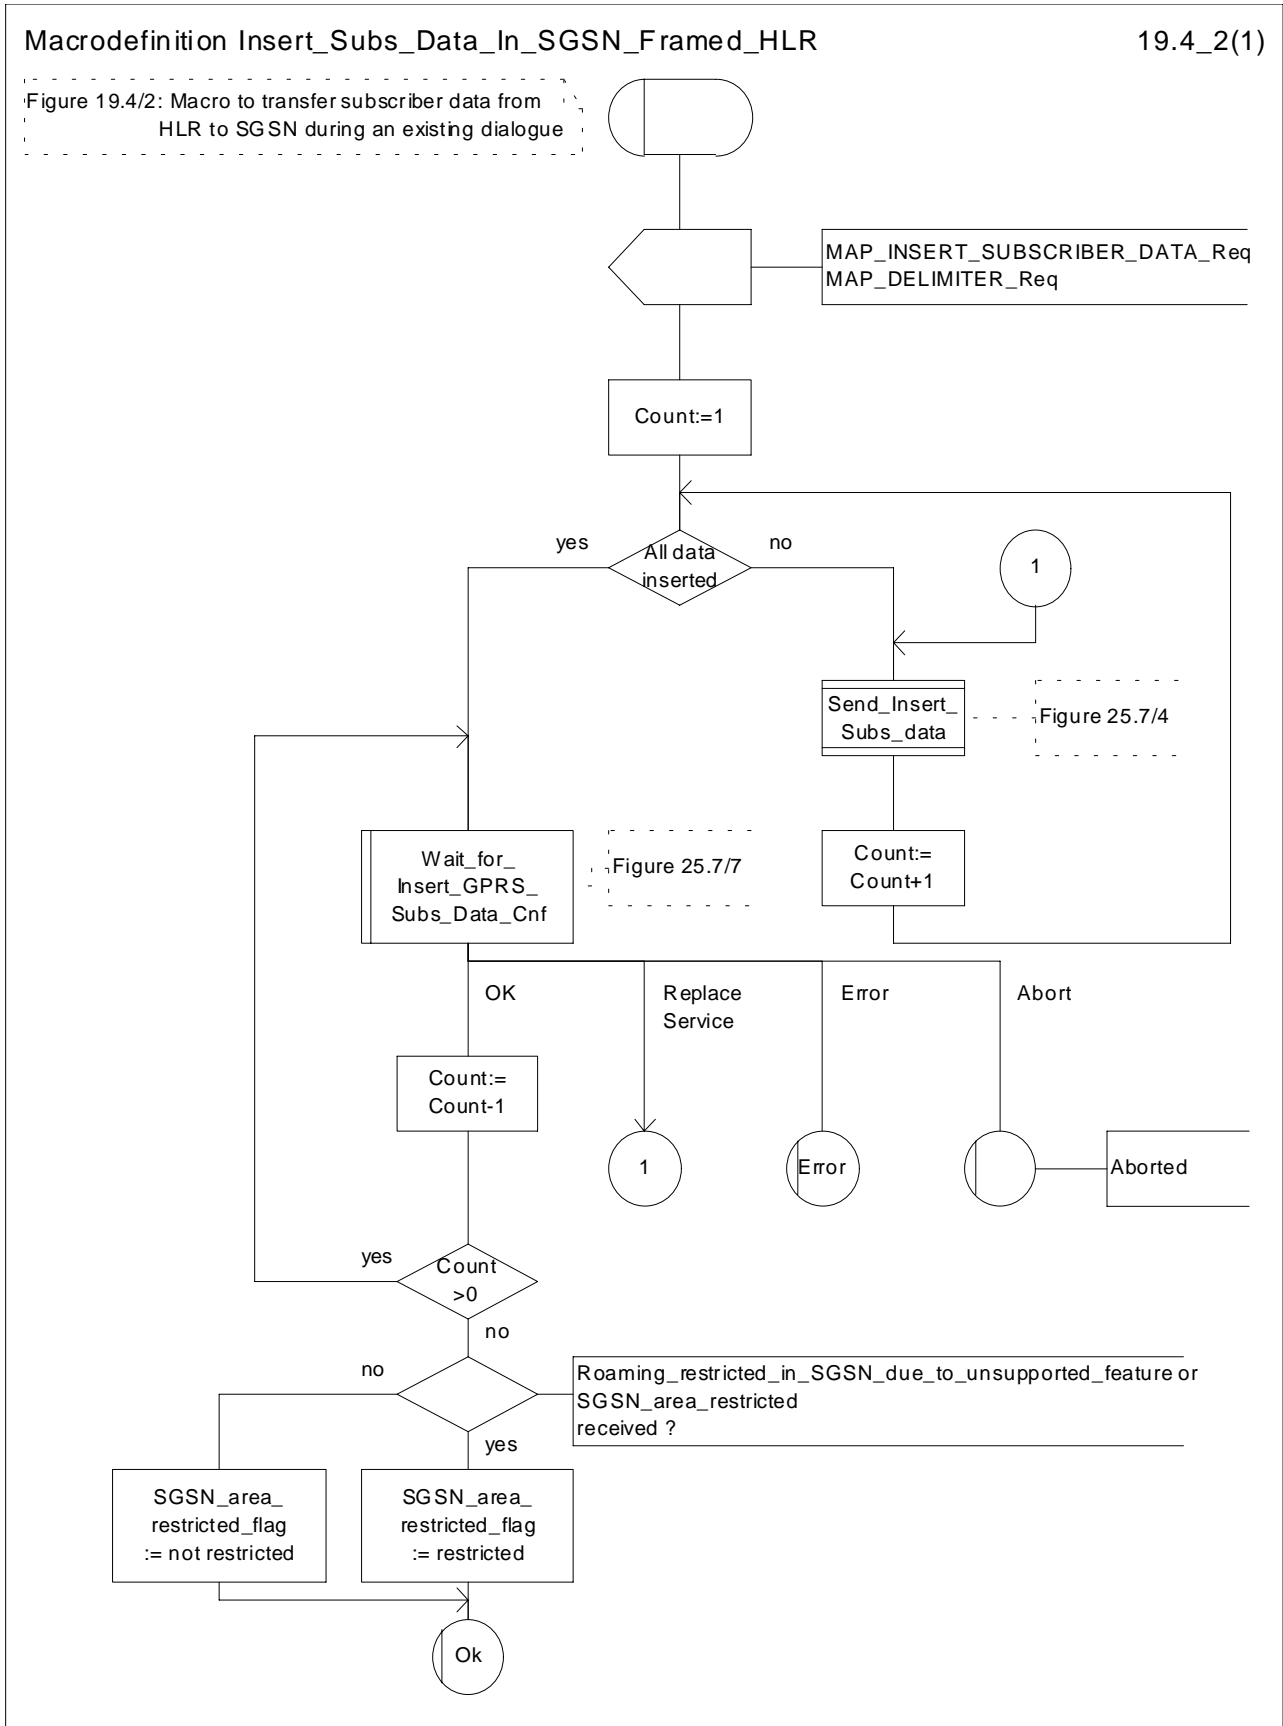 Macrodefinition Insert_Subs_Data_In_SGSN_Framed_HLR
19.4_2(1)
Figure 19.4/2: Macro to transfer subscriber data from
HLR to SGSN during an existing dialogue
MAP_INSERT_SUBSCRIBER_DATA_Req
MAP_DELIMITER_Req
Count:=1
yes
All data
inserted
no
1
Send_Insert_
Subs_data
Figure 25.7/4
Wait_for_
Insert_GPRS_
Subs_Data_Cnf
Figure 25.7/7
Count:=
Count+1
OK
Replace
Service
Error
Abort
Count:=
Count-1
1
Error
Aborted
yes
Count
>0
no
no
Roaming_restricted_in_SGSN_due_to_unsupported_feature or
SGSN_area_restricted
received ?
yes
SGSN_area_
restricted_flag
:= not restricted
SGSN_area_
restricted_flag
:= restricted
Ok